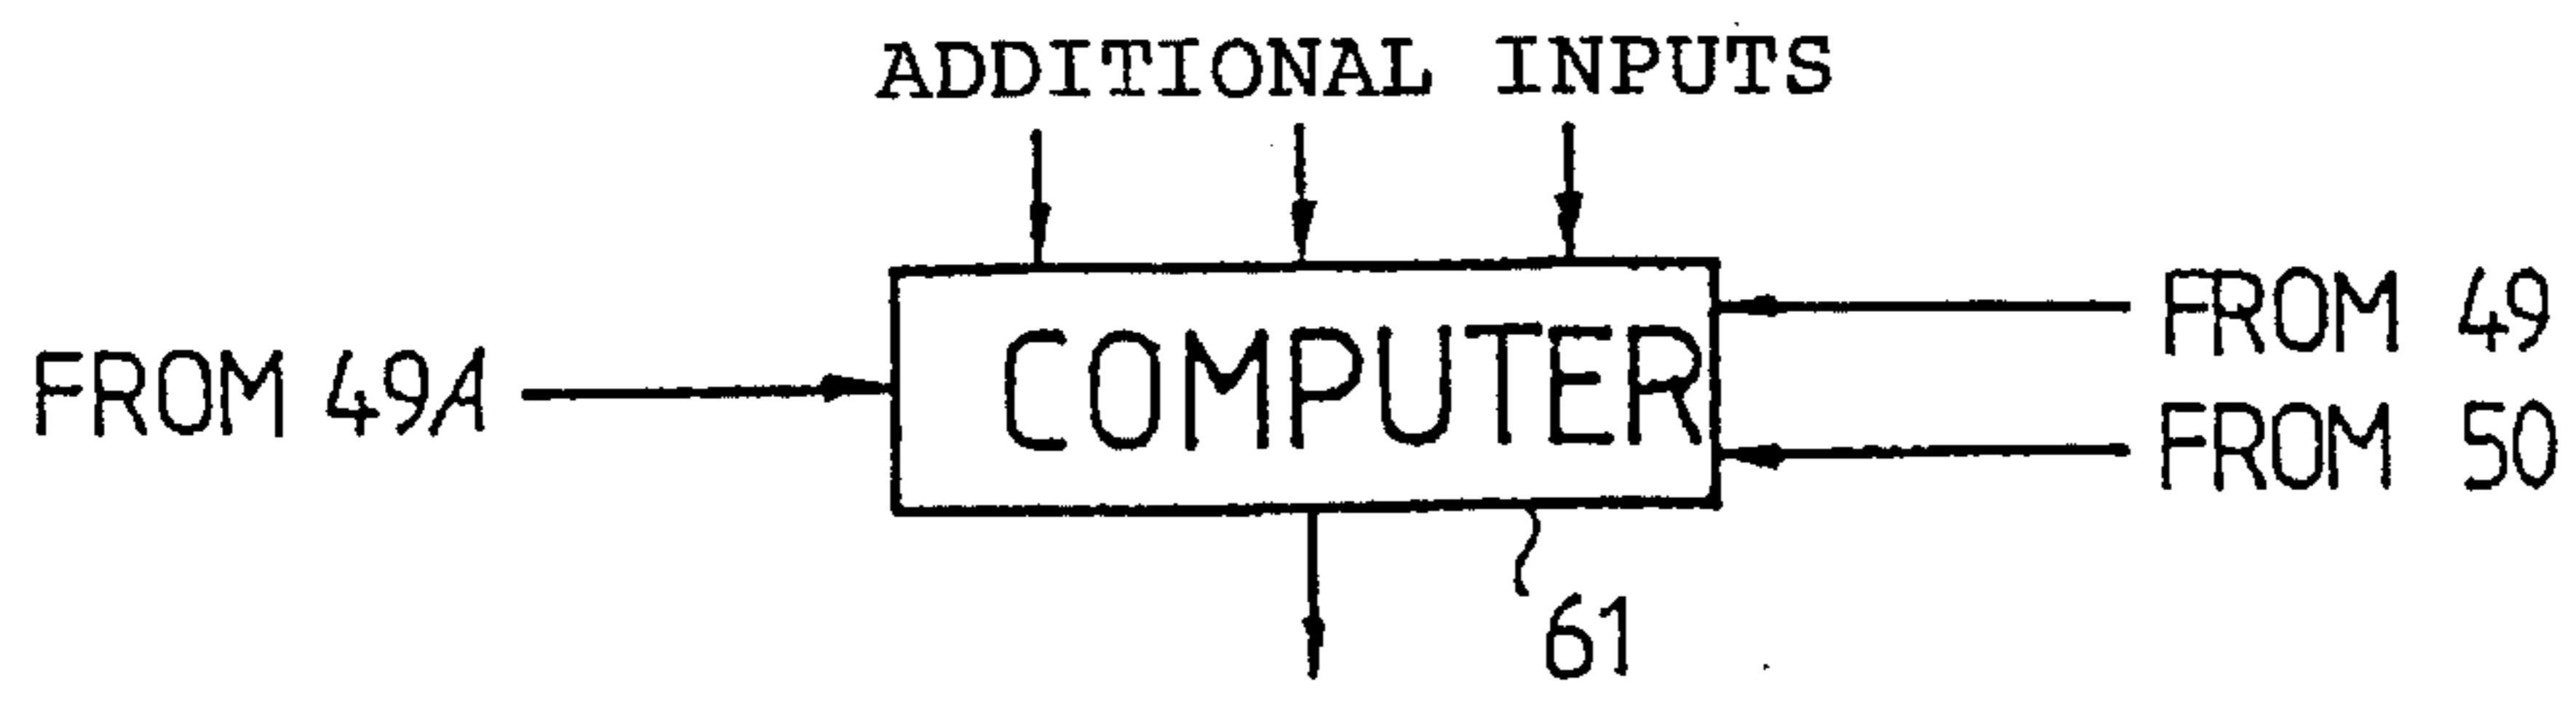 ADDITIONAL INPUTS
FROM 49A
COMPUTER
FROM 49
FROM 50
61